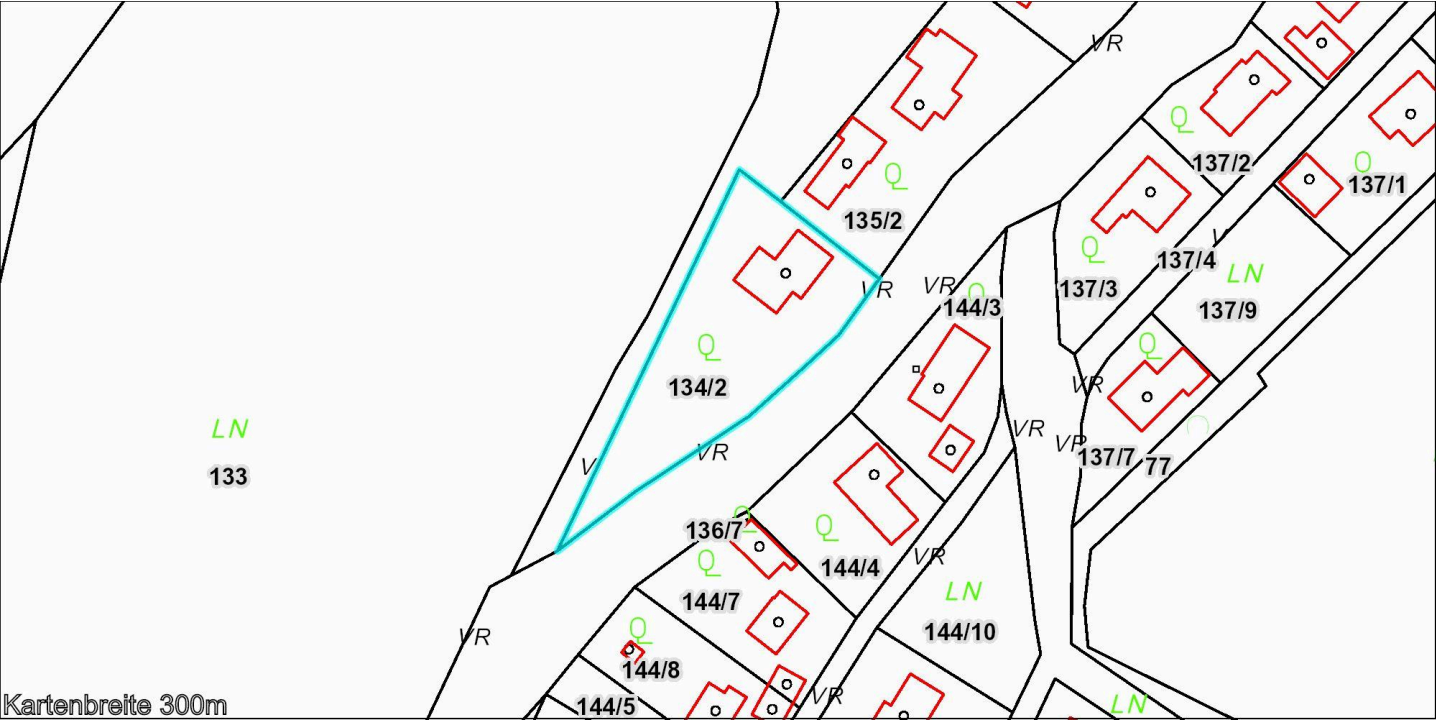 VR
Q
137/2
Q
137/1
Q
135/2
V
137/4
LN
Q
137/3
137/9
VR
VR
Q
144/3
Q
134/2
Q
VR
LN
133
V
VR
VR
VR
137/7
77
Q
136/7
Q
144/4
VR
Q
144/7
LN
144/10
Q
144/8
VR
144/5
VR
LN
Kartenbreite 300m